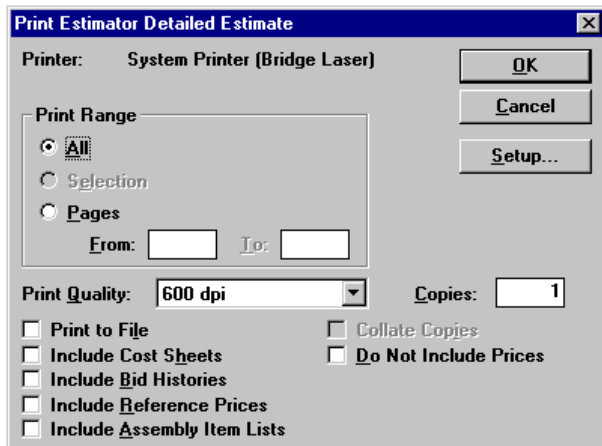 Print Estimator Detailed Estimate
Printer: System Printer (Bridge Laser)
OK
Cancel
Setup...
Print Range
All
Selection
Pages
From: To:
Print Quality: 600 dpi Copies: 1
Print to File Collate Copies
Include Cost Sheets Do Not Include Prices
Include Bid Histories
Include Reference Prices
Include Assembly Item Lists